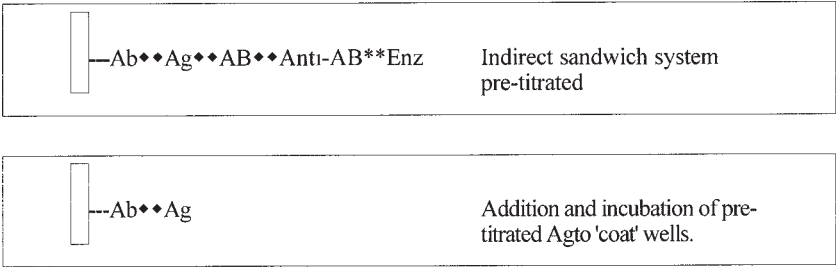 ---Ab◆◆Ag◆◆AB◆◆Anti-AB**Enz
Indirect sandwich system
pre-titrated
---Ab◆◆Ag
Addition and incubation of pre-
titrated Agto 'coat' wells.